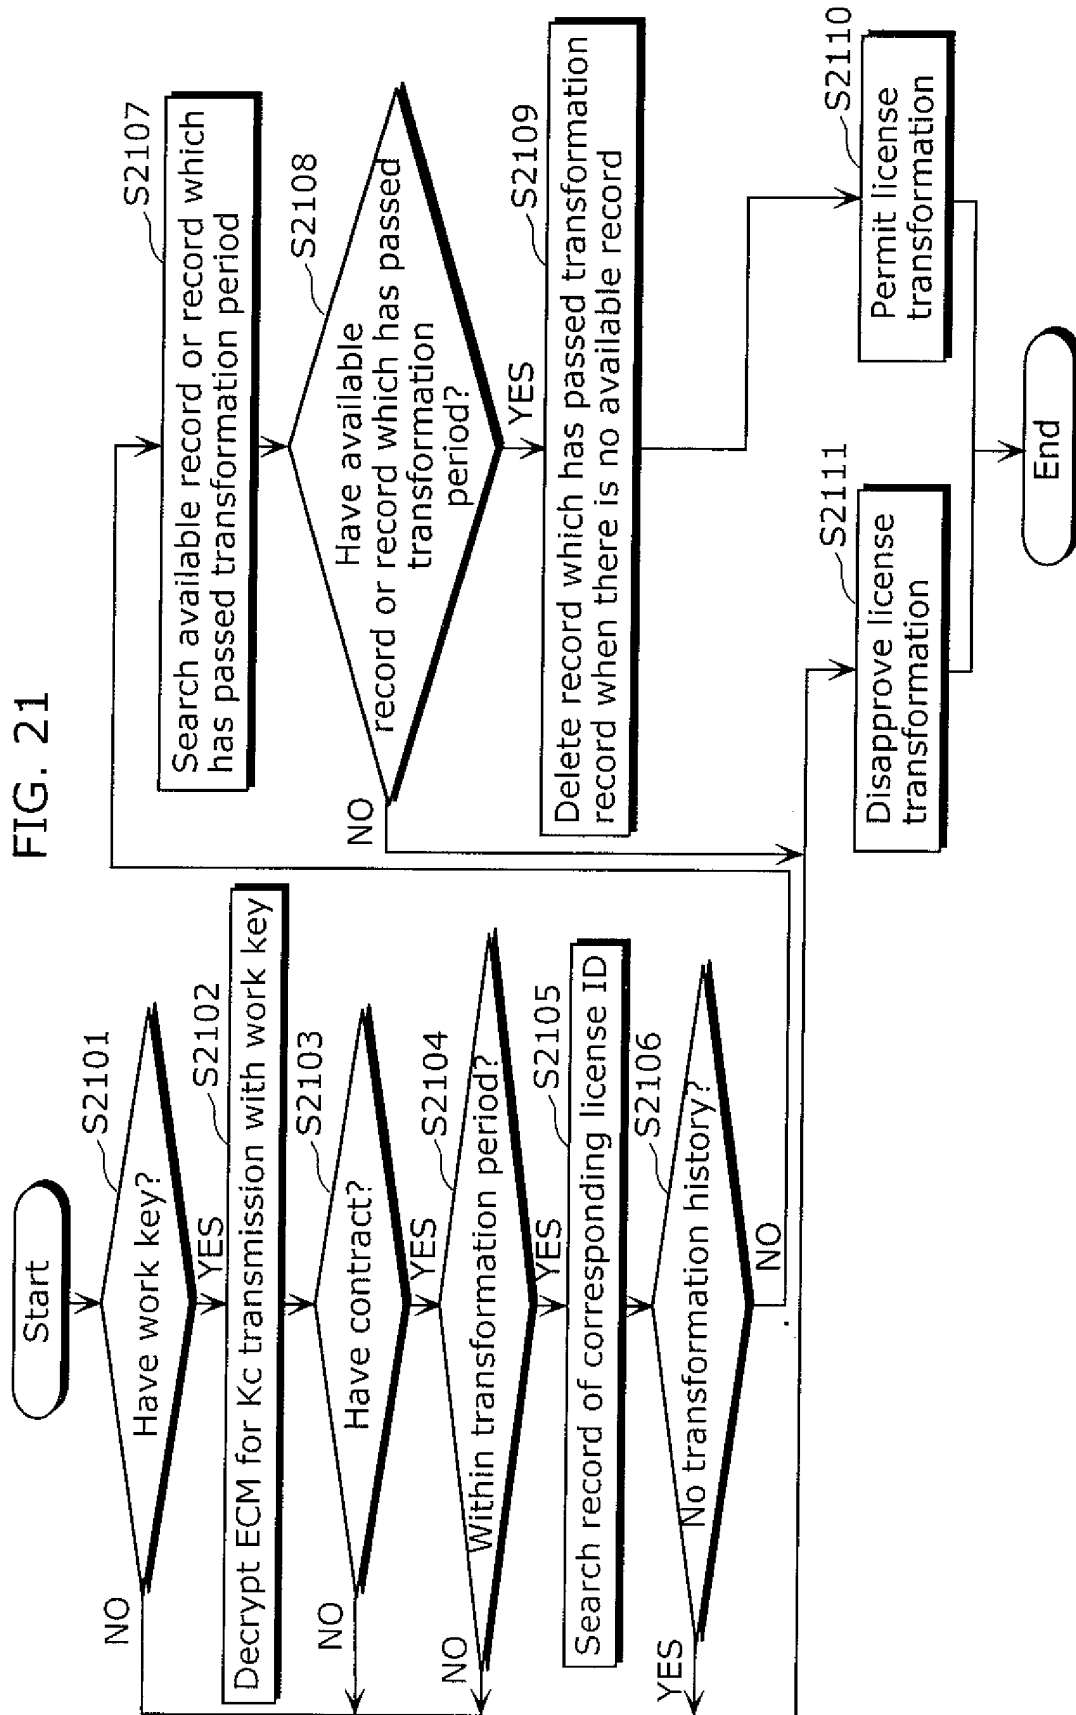 FIG. 21
Start
S2101
Have work key?
NO
YES
S2102
Decrypt ECM for Kc transmission with work key
S2103
Have contract?
NO
YES
S2104
Within transformation period?
NO
YES
S2105
Search record of corresponding license ID
S2106
No transformation history?
YES
NO
S2107
Search available record or record which
has passed transformation period
S2108
Have available
record or record which has passed
transformation
period?
NO
YES
S2109
Delete record which has passed transformation
record when there is no available record
S2111
Disapprove license
transformation
S2110
Permit license
transformation
End